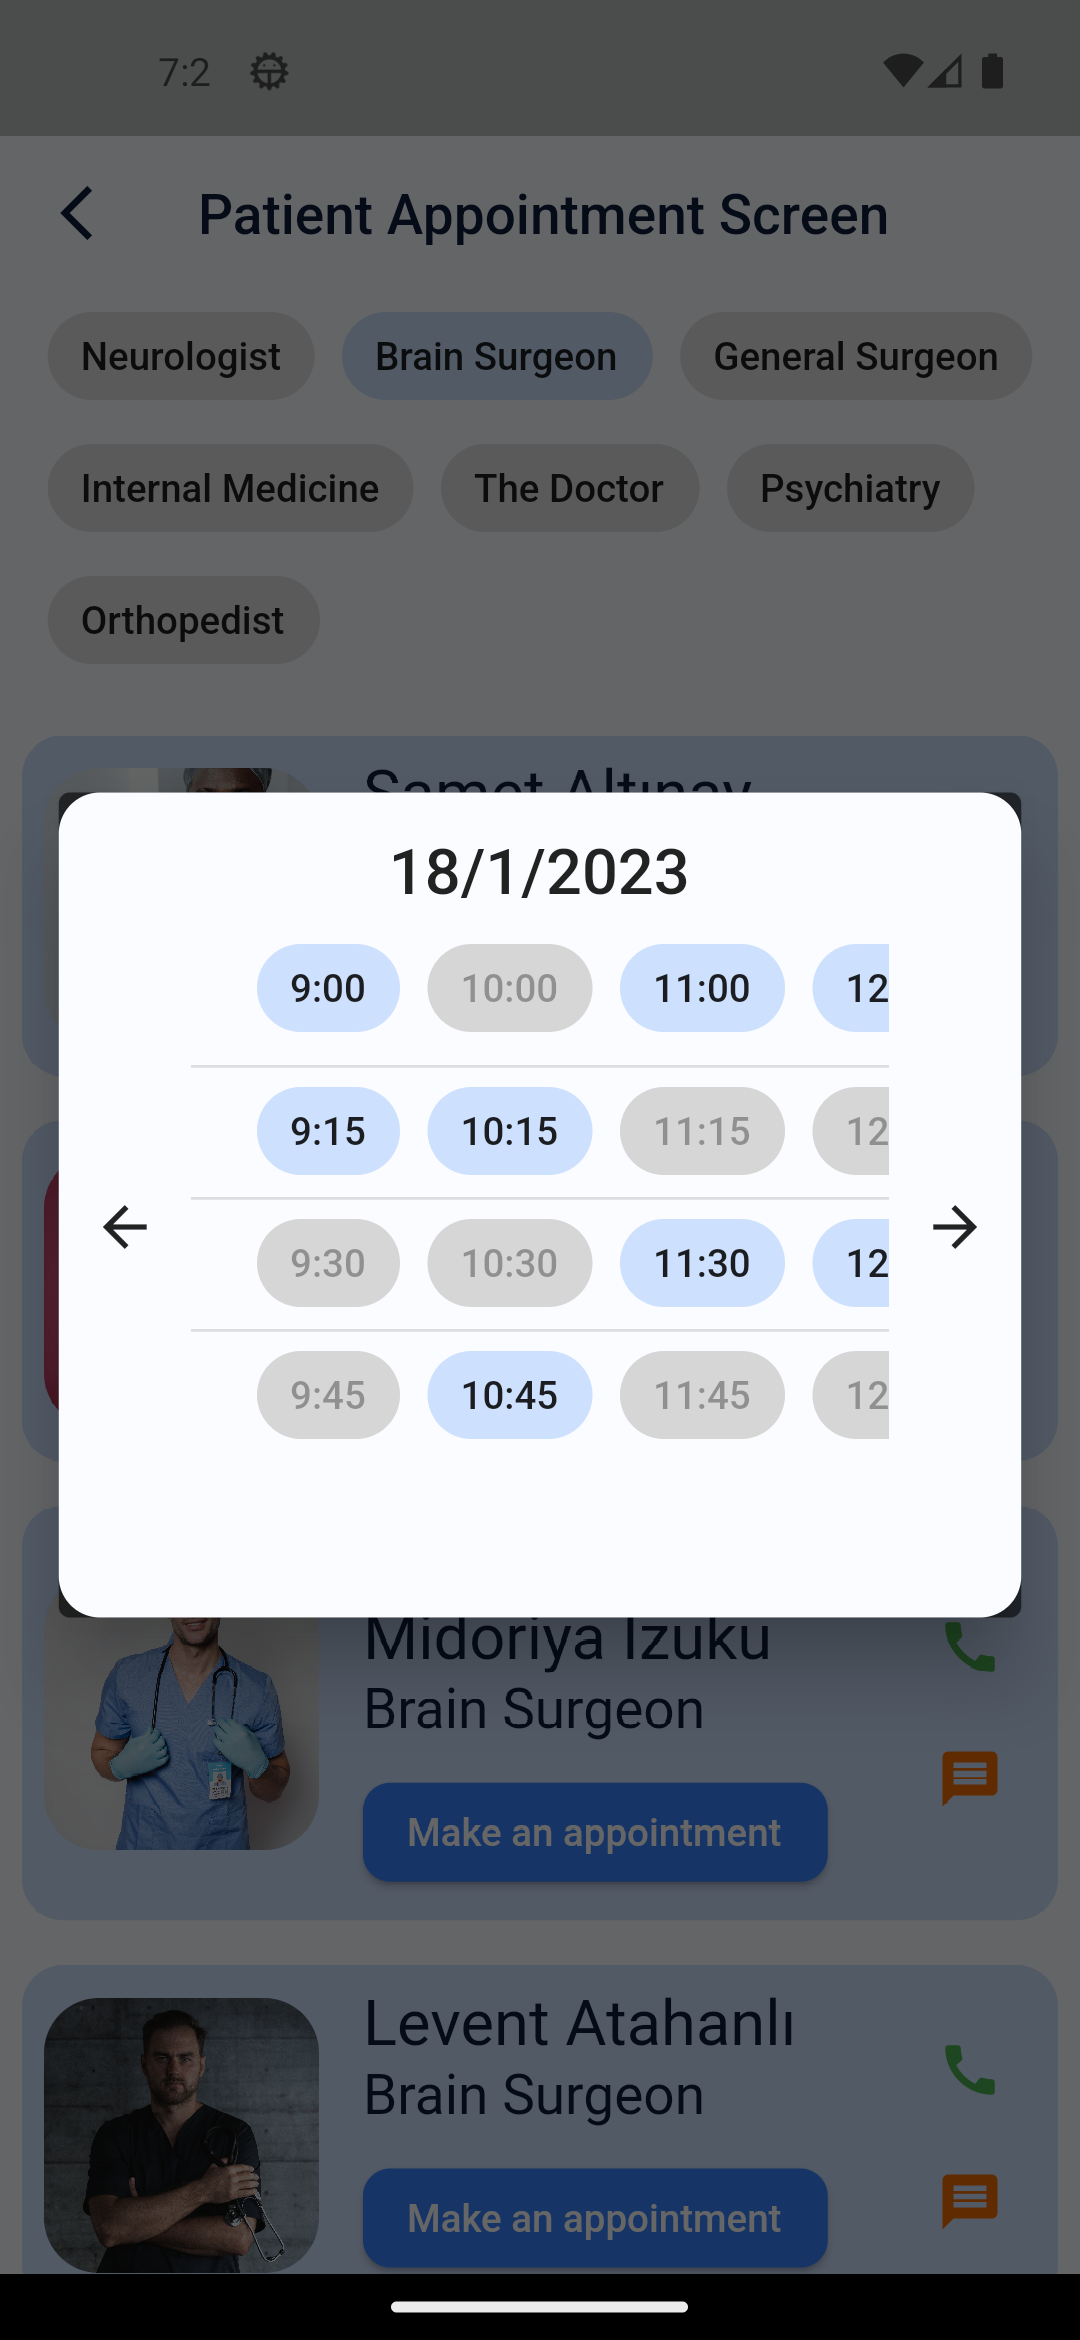 7:2
Patient Appointment Screen
Neurologist Brain Surgeon General Surgeon
Internal Medicine The Doctor Psychiatry
Orthopedist
Samet Altınay
18/1/2023
9:00 10:00 11:00 12
9:15 10:15 11:15 12
9:30 10:30 11:30 12
9:45 10:45 11:45 12
Midoriya Izuku
Brain Surgeon
Make an appointment
Levent Atahanlı
Brain Surgeon
Make an appointment